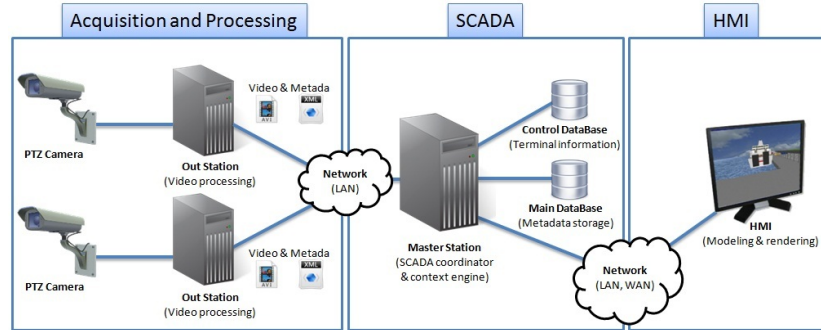 Acquisition and Processing
SCADA
HMI
Video & Metada
AVI
XML
PTZ Camera
Out Station
(Video processing)
Network
(LAN)
Control DataBase
(Terminal information)
Main DataBase
(Metadata storage)
Master Station
(SCADA coordinator
& context engine)
HMI
(Modeling & rendering)
Network
(LAN, WAN)
PTZ Camera
Out Station
(Video processing)
Video & Metada
AVI
XML